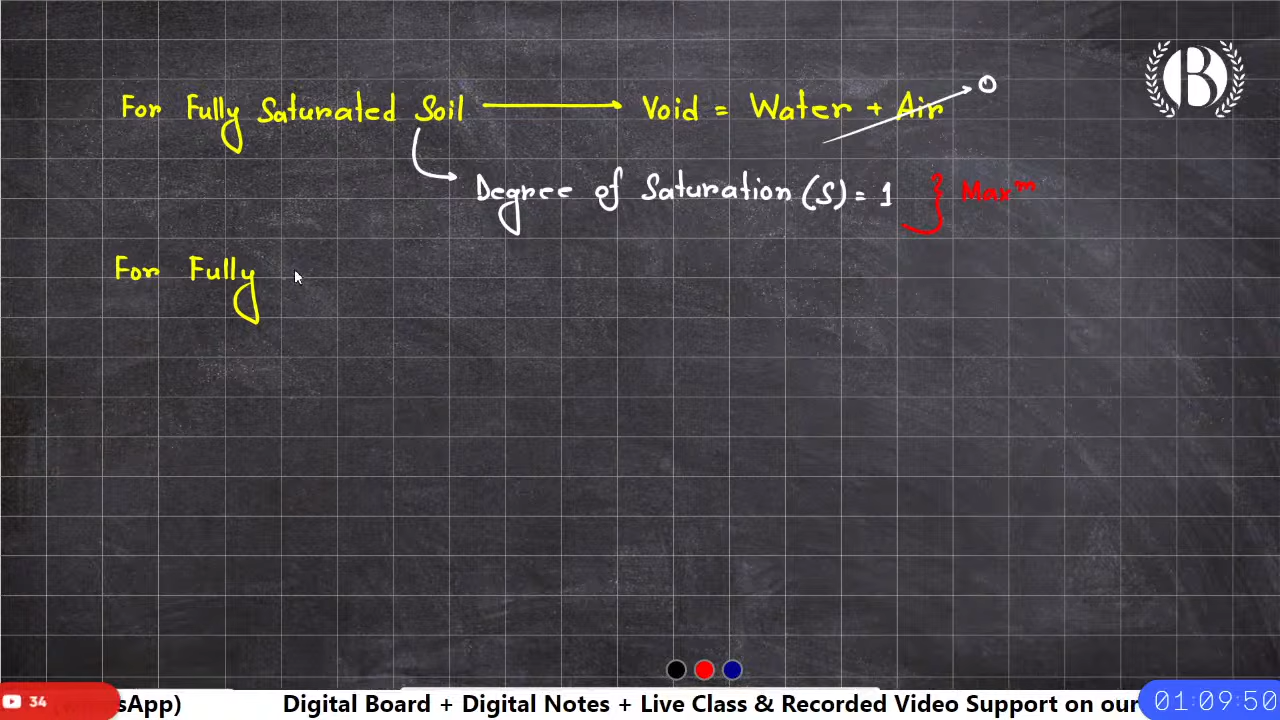 For Fully Saturated Soil → Void = Water + Air 0
Degree of Saturation (S) = 1 } Maxᵐ
For Fully
B
34
sApp)
Digital Board + Digital Notes + Live Class & Recorded Video Support on our
01:09:50